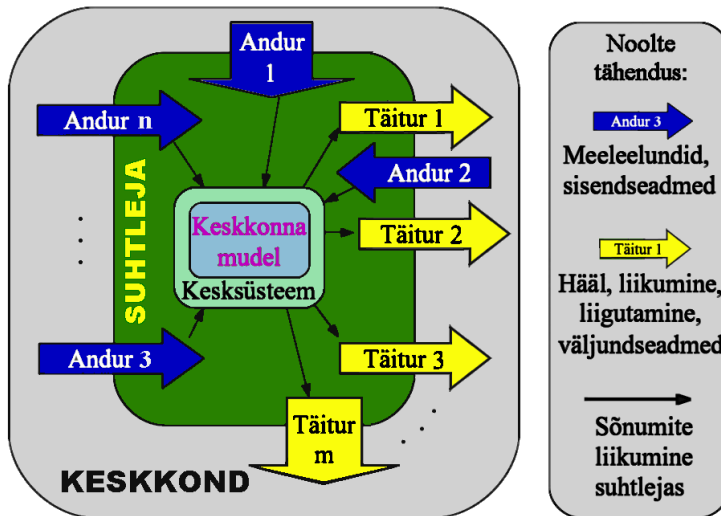 Andur
1
Andur n
Täitur 1
Andur 2
SUHTLEJA
Keskkonna
mudel
Täitur 2
Kesksüsteem
Andur 3
Täitur 3
Täitur
m
KESKKOND
Noolte
tähendus:
Andur 3
Meeleelundid,
sisendseadmed
Täitur 1
Hääl, liikumine,
liigutamine,
väljundseadmed
Sõnumite
liikumine
suhtlejas